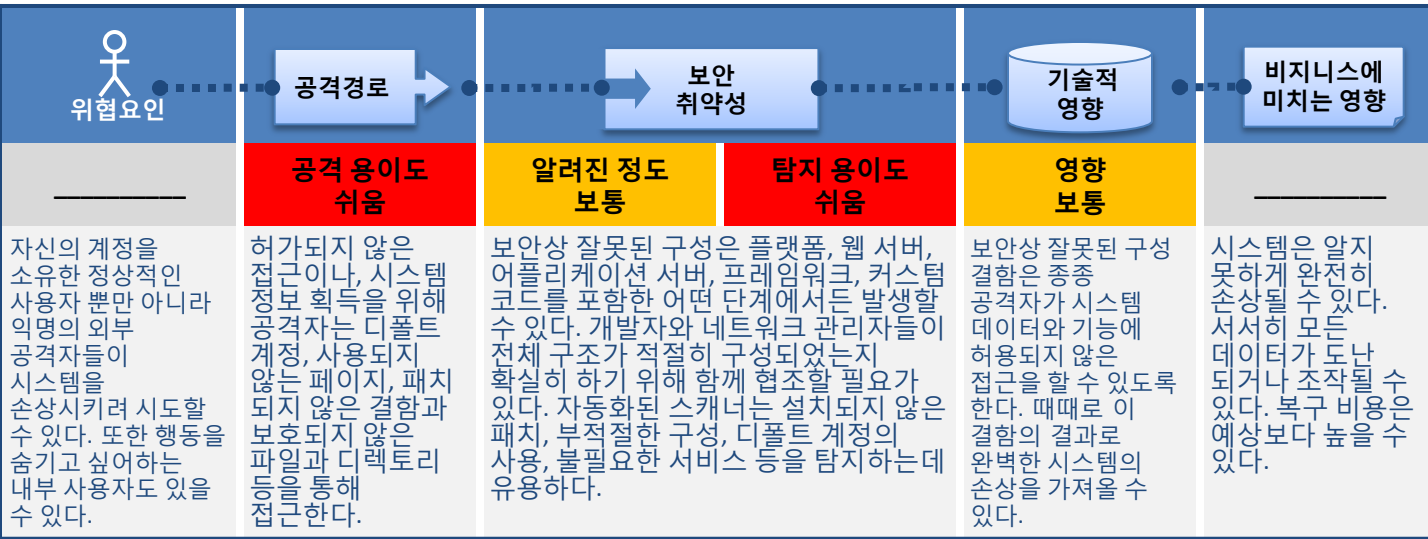 위협요인
공격경로
보안
취약성
기술적
영향
비지니스에
미치는 영향
__________
공격 용이도
쉬움
알려진 정도
보통
탐지 용이도
쉬움
영향
보통
__________
자신의 계정을
소유한 정상적인
사용자 뿐만 아니라
익명의 외부
공격자들이
시스템을
손상시키려 시도할
수 있다. 또한 행동을
숨기고 싶어하는
내부 사용자도 있을
수 있다.
허가되지 않은
접근이나, 시스템
정보 획득을 위해
공격자는 디폴트
계정, 사용되지
않는 페이지, 패치
되지 않은 결함과
보호되지 않은
파일과 디렉토리
등을 통해
접근한다.
보안상 잘못된 구성은 플랫폼, 웹 서버,
어플리케이션 서버, 프레임워크, 커스텀
코드를 포함한 어떤 단계에서든 발생할
수 있다. 개발자와 네트워크 관리자들이
전체 구조가 적절히 구성되었는지
확실히 하기 위해 함께 협조할 필요가
있다. 자동화된 스캐너는 설치되지 않은
패치, 부적절한 구성, 디폴트 계정의
사용, 불필요한 서비스 등을 탐지하는데
유용하다.
보안상 잘못된 구성
결함은 종종
공격자가 시스템
데이터와 기능에
허용되지 않은
접근을 할 수 있도록
한다. 때때로 이
결함의 결과로
완벽한 시스템의
손상을 가져올 수
있다.
시스템은 알지
못하게 완전히
손상될 수 있다.
서서히 모든
데이터가 도난
되거나 조작될 수
있다. 복구 비용은
예상보다 높을 수
있다.